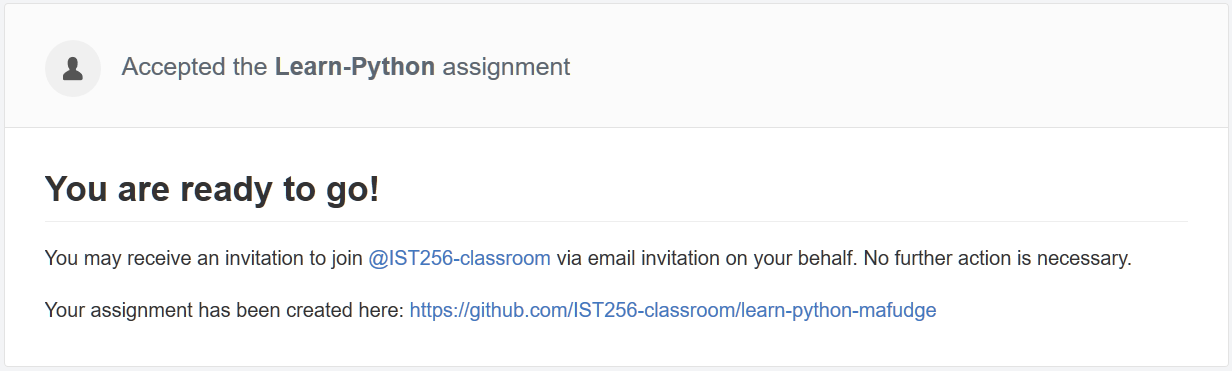 Accepted the Learn-Python assignment
You are ready to go!
You may receive an invitation to join @IST256-classroom via email invitation on your behalf. No further action is necessary.
Your assignment has been created here: https://github.com/IST256-classroom/learn-python-mafudge